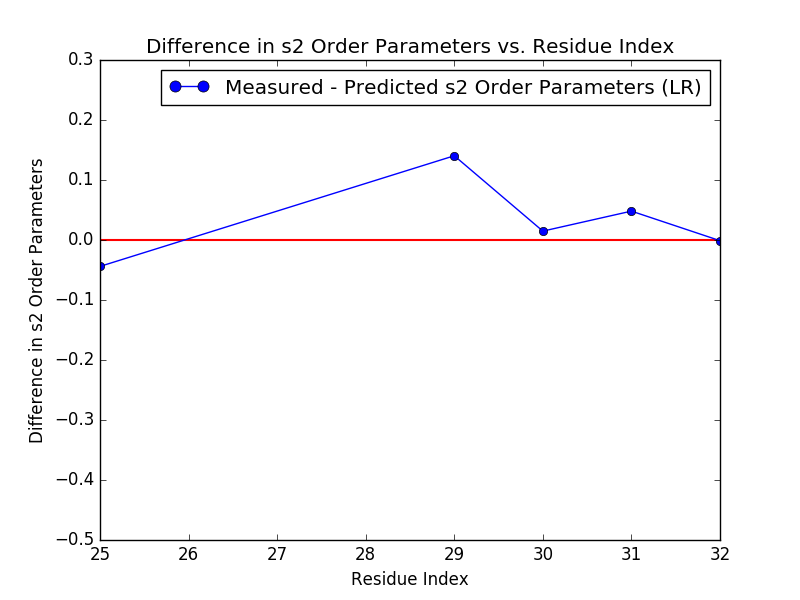 Difference in s2 Order Parameters vs. Residue Index
Measured - Predicted s2 Order Parameters (LR)
0.3
0.2
0.1
0.0
−0.1
−0.2
−0.3
−0.4
−0.5
Difference in s2 Order Parameters
25 26 27 28 29 30 31 32
Residue Index